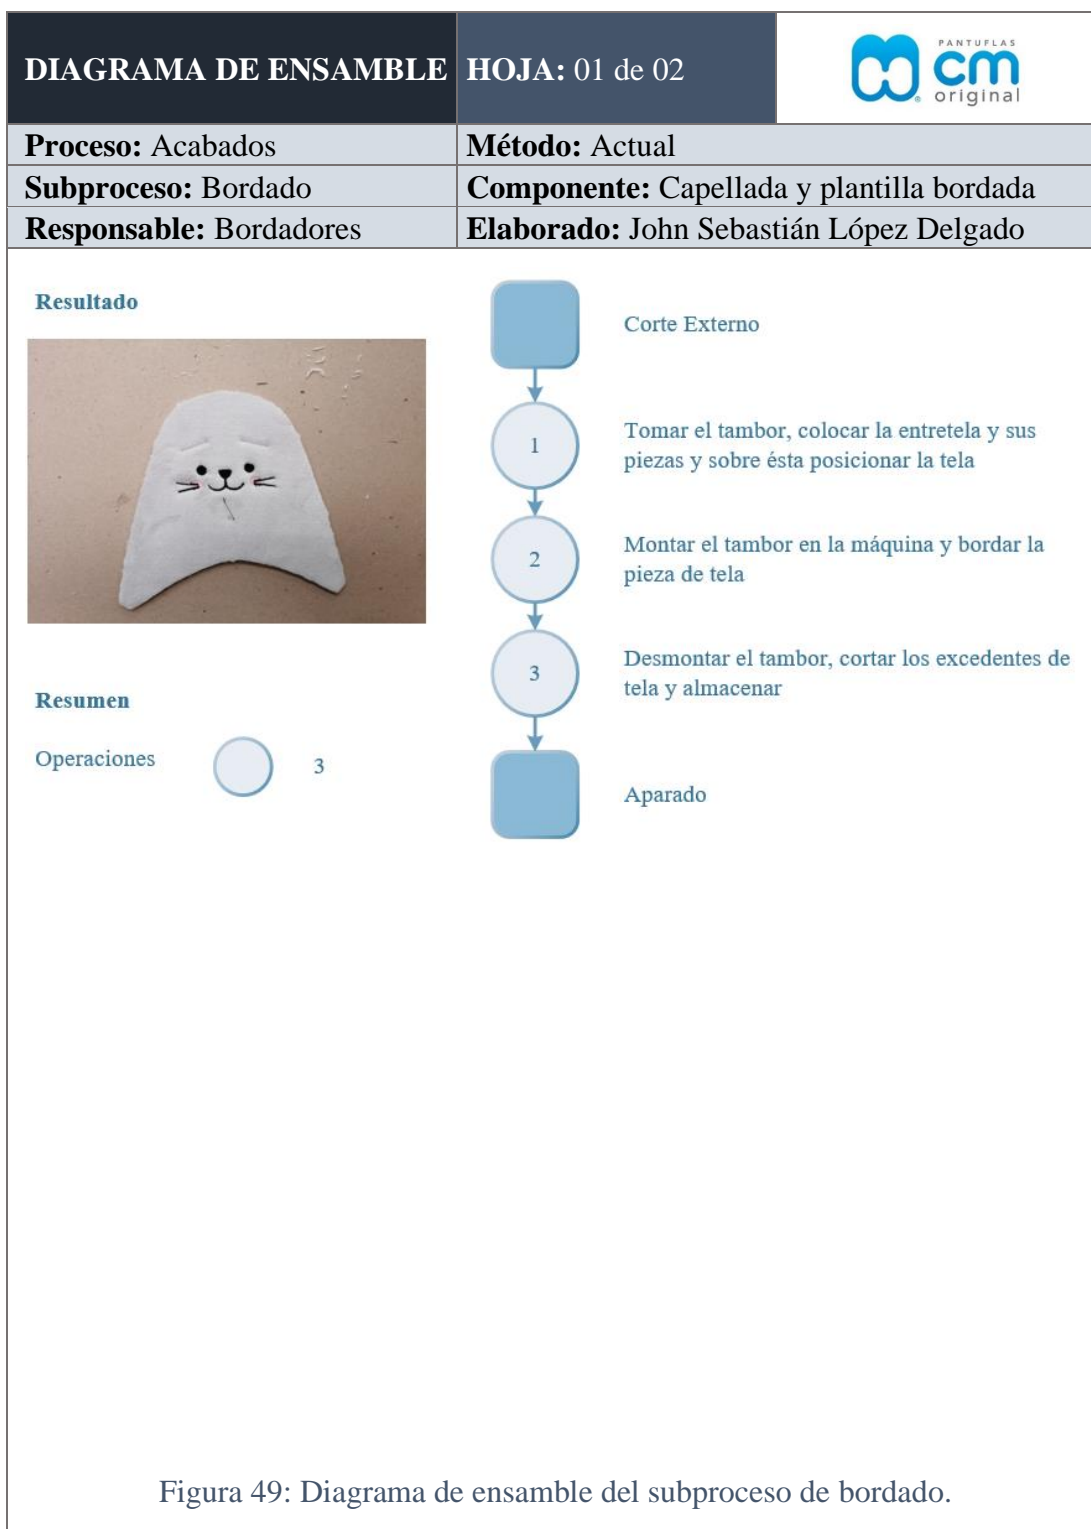 DIAGRAMA DE ENSAMBLE
HOJA: 01 de 02
PANTUFLAS
cm
original
Proceso: Acabados
Método: Actual
Subproceso: Bordado
Componente: Capellada y plantilla bordada
Responsable: Bordadores
Elaborado: John Sebastián López Delgado
Resultado
Corte Externo
1
Tomar el tambor, colocar la entretela y sus
piezas y sobre ésta posicionar la tela
2
Montar el tambor en la máquina y bordar la
pieza de tela
3
Desmontar el tambor, cortar los excedentes de
tela y almacenar
Resumen
Operaciones
3
Aparado
Figura 49: Diagrama de ensamble del subproceso de bordado.